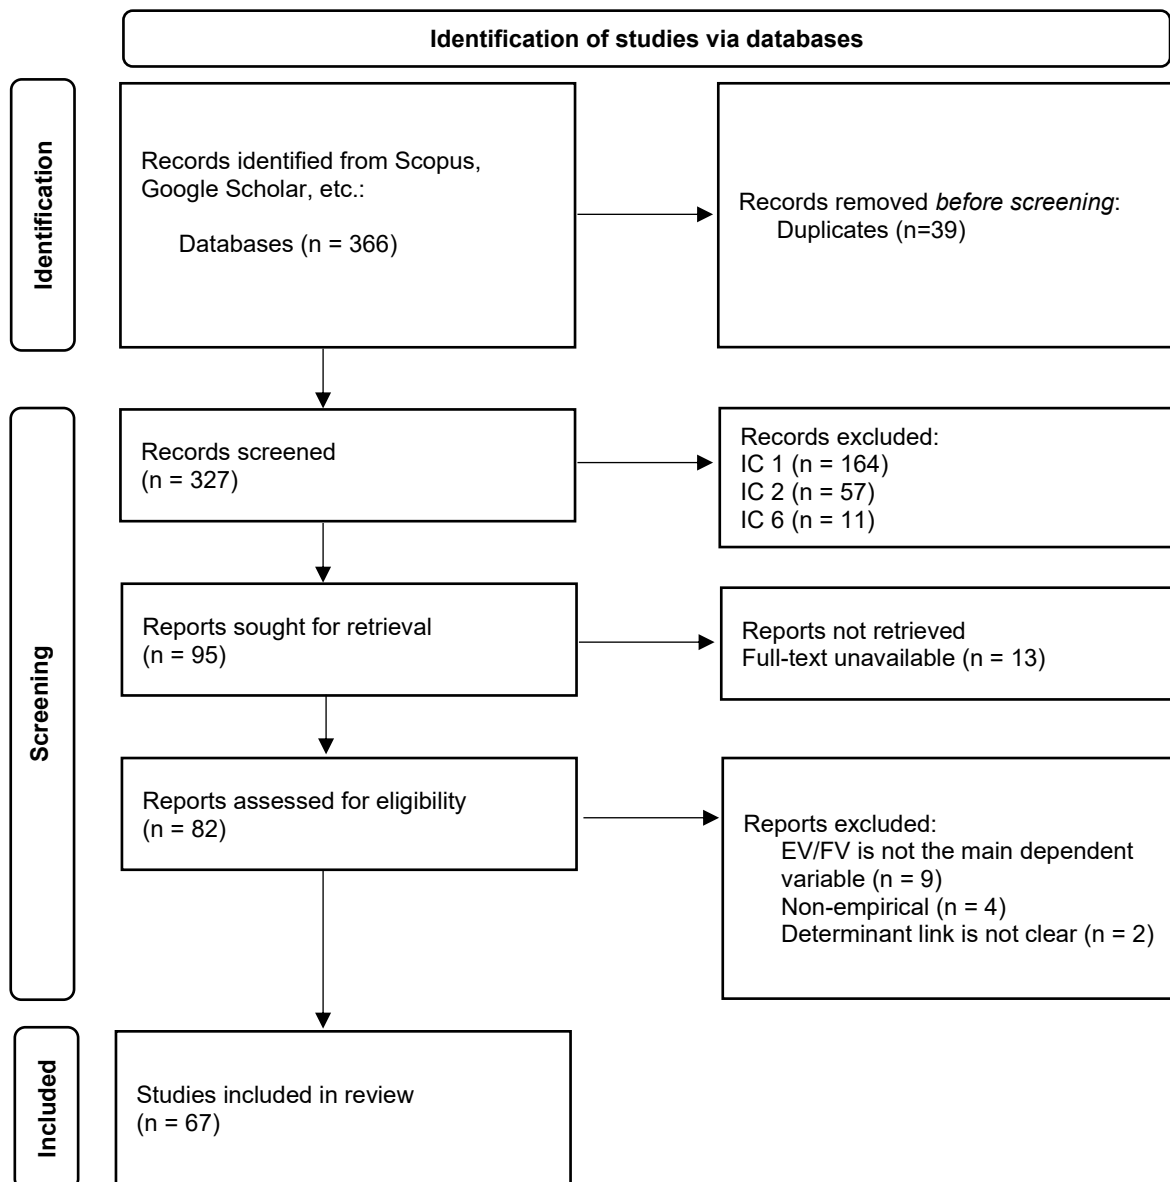 Identification of studies via databases
Identification
Records identified from Scopus,
Google Scholar, etc.:
Databases (n = 366)
Records removed before screening:
Duplicates (n=39)
Screening
Records screened
(n = 327)
Records excluded:
IC 1 (n = 164)
IC 2 (n = 57)
IC 6 (n = 11)
Reports sought for retrieval
(n = 95)
Reports not retrieved
Full-text unavailable (n = 13)
Reports assessed for eligibility
(n = 82)
Reports excluded:
EV/FV is not the main dependent
variable (n = 9)
Non-empirical (n = 4)
Determinant link is not clear (n = 2)
Included
Studies included in review
(n = 67)